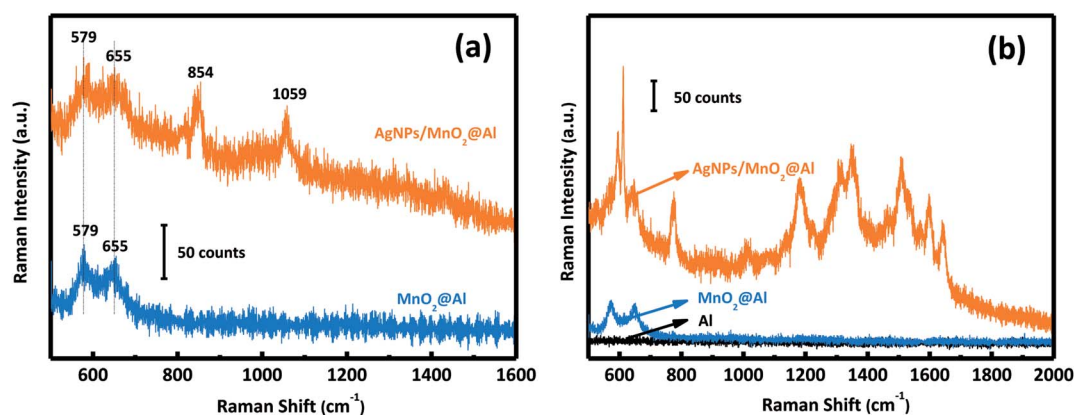 (a)
579
655
854
1059
AgNPs/MnO₂@Al
579
655
50 counts
MnO₂@Al
Raman Intensity (a.u.)
600 800 1000 1200 1400 1600
Raman Shift (cm⁻¹)
(b)
50 counts
AgNPs/MnO₂@Al
MnO₂@Al
Al
Raman Intensity (a.u.)
600 800 1000 1200 1400 1600 1800 2000
Raman Shift (cm⁻¹)